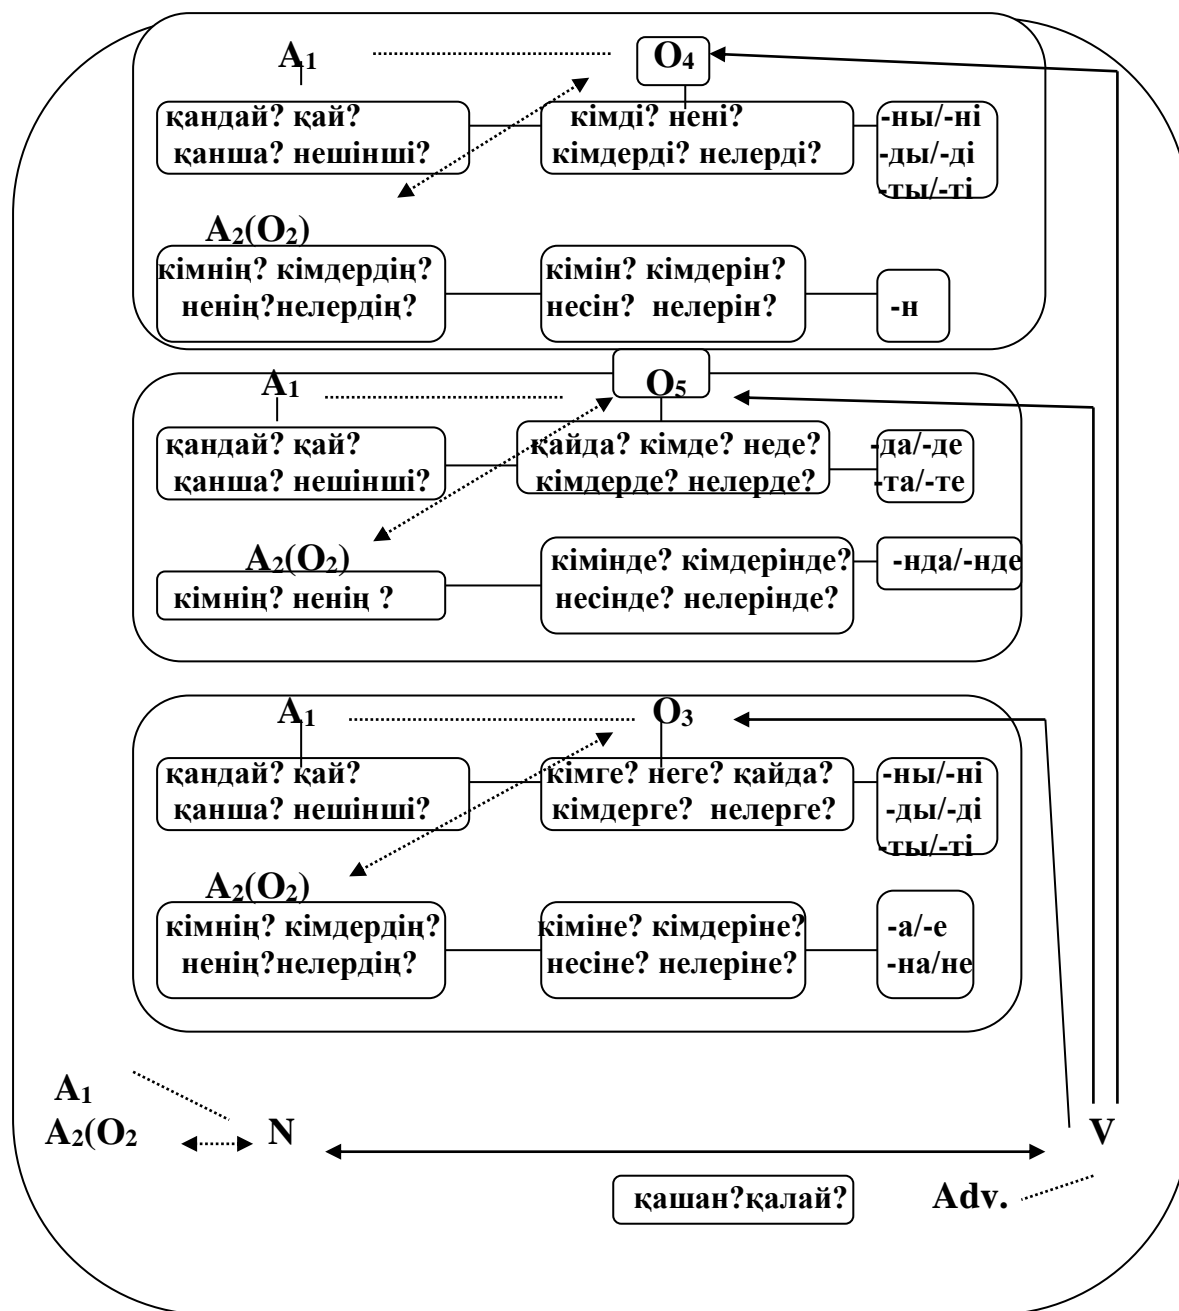 A₁ O₄
қандай? қай? кімді? нені? -ны/-ні
қанша? нешінші? кімдерді? нелерді? -ды/-ді
-ты/-ті
A₂(O₂)
кімнің? кімдердің? кімін? кімдерін?
ненің?нелердің? несін? нелерін? -н
A₁ O₅
қандай? қай? қайда? кімде? неде? -да/-де
қанша? нешінші? кімдерде? нелерде? -та/-те
A₂(O₂) кімінде? кімдерінде? -нда/-нде
кімнің? ненің ? несінде? нелерінде?
A₁ O₃
қандай? қай? кімге? неге? қайда? -ны/-ні
қанша? нешінші? кімдерге? нелерге? -ды/-ді
-ты/-ті
A₂(O₂)
кімнің? кімдердің? кіміне? кімдеріне? -а/-е
ненің?нелердің? несіне? нелеріне? -на/не
A₁
A₂(O₂ N V
қашан?қалай? Adv.